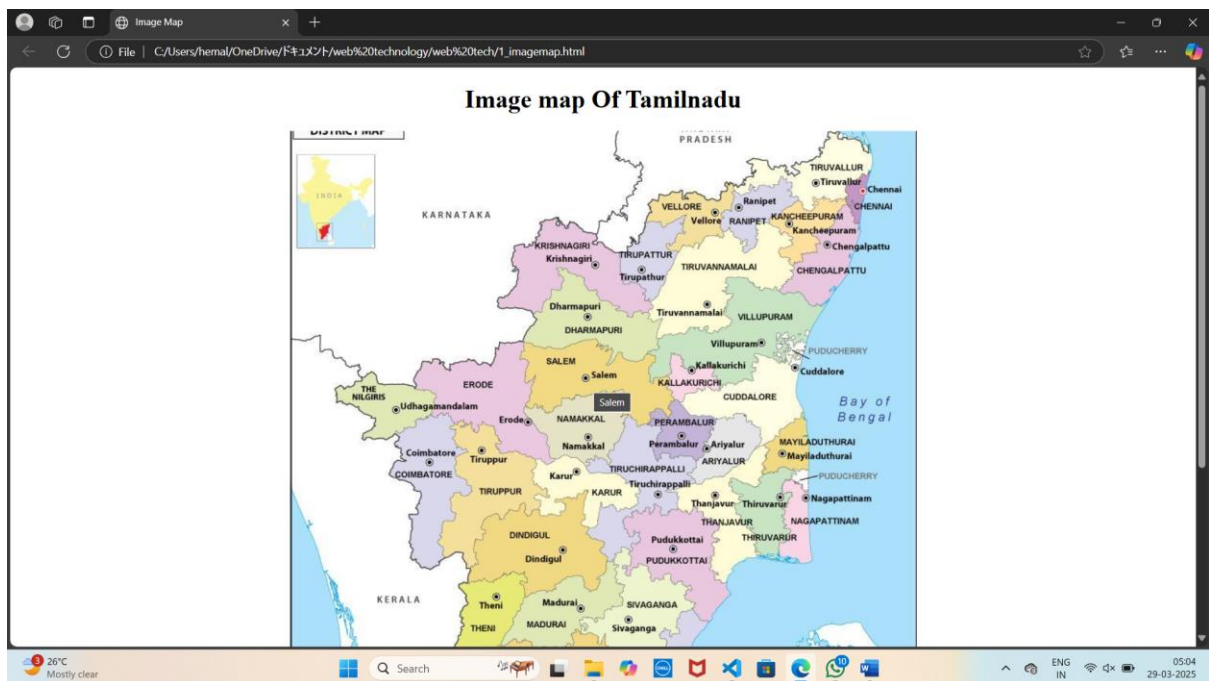 Image Map
File
C:/Users/hemal/OneDrive/ドキュメント/web%20technology/web%20tech/1_imagemap.html
Image map Of Tamilnadu
DISTRICT MAP
PRADESH
INDIA
KARNATAKA
TIRUVALLUR
Tiruvallur
Chennai
CHENNAI
VELLORE
Vellore
Ranipet
RANIPET
KANCHEEPURAM
Kancheepuram
Chengalpattu
CHENGALPATTU
KRISHNAGIRI
Krishnagiri
TIRUPATTUR
Tirupathur
TIRUVANNAMALAI
Tiruvannamalai
Dharmapuri
DHARMAPURI
VILLUPURAM
Villupuram
PUDUCHERRY
SALEM
Salem
Kallakurichi
KALLAKURICHI
Cuddalore
CUDDALORE
THE
NILGIRIS
Udhagamandalam
ERODE
Erode
Salem
Bay of
Bengal
NAMAKKAL
Namakkal
PERAMBALUR
Perambalur
Ariyalur
ARIYALUR
MAYILADUTHURAI
Mayiladuthurai
Coimbatore
COIMBATORE
Tiruppur
TIRUPPUR
Karur
KARUR
TIRUCHIRAPPALLI
Tiruchirappalli
PUDUCHERRY
Thanjavur
THANJAVUR
Thiruvarur
THIRUVARUR
Nagapattinam
NAGAPATTINAM
DINDIGUL
Dindigul
Pudukkottai
PUDUKKOTTAI
KERALA
Theni
THENI
Madurai
MADURAI
SIVAGANGA
Sivaganga
3
26°C
Mostly clear
Search
DELL
10
ENG
IN
05:04
29-03-2025